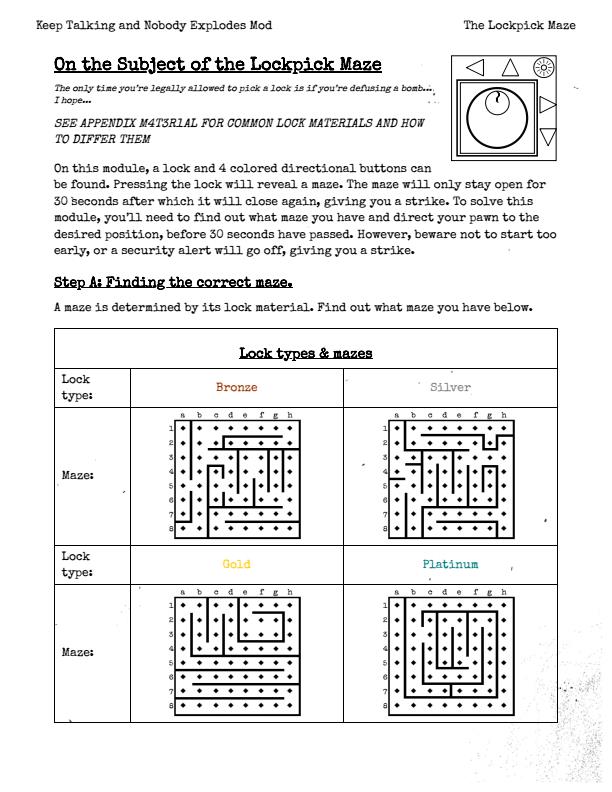 Keep Talking and Nobody Explodes Mod The Lockpick Maze
On the Subject of the Lockpick Maze
The only time you're legally allowed to pick a lock is if you're defusing a bomb...
I hope...
SEE APPENDIX M4T3R1AL FOR COMMON LOCK MATERIALS AND HOW
TO DIFFER THEM
On this module, a lock and 4 colored directional buttons can
be found. Pressing the lock will reveal a maze. The maze will only stay open for
30 seconds after which it will close again, giving you a strike. To solve this
module, you'll need to find out what maze you have and direct your pawn to the
desired position, before 30 seconds have passed. However, beware not to start too
early, or a security alert will go off, giving you a strike.
Step A: Finding the correct maze.
A maze is determined by its lock material. Find out what maze you have below.
Lock types & mazes
Lock
type:
Bronze
Silver
Maze:
a b c d e f g h
1
2
3
4
5
6
7
8
a b c d e f g h
1
2
3
4
5
6
7
8
Lock
type:
Gold
Platinum
Maze:
a b c d e f g h
1
2
3
4
5
6
7
8
a b c d e f g h
1
2
3
4
5
6
7
8